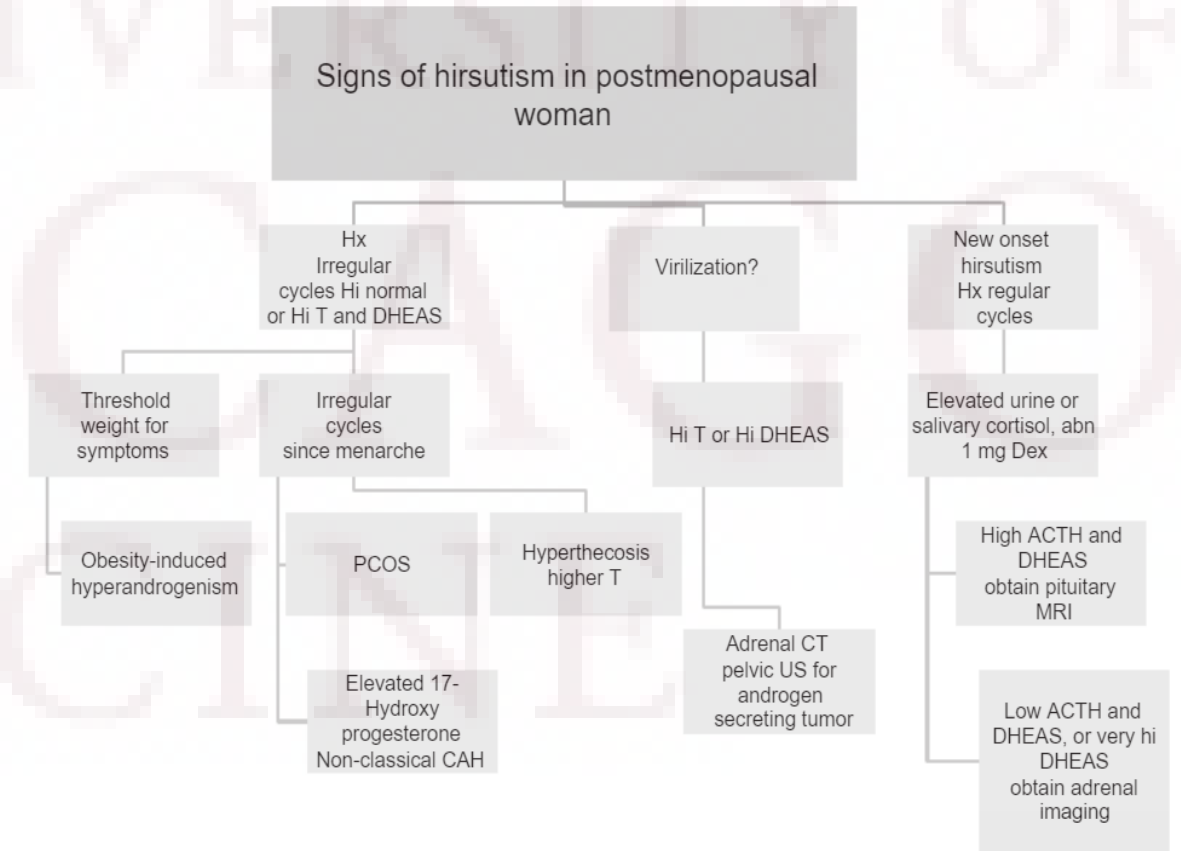 Signs of hirsutism in postmenopausal
woman
Hx
Irregular
cycles Hi normal
or Hi T and DHEAS
Virilization?
New onset
hirsutism
Hx regular
cycles
Threshold
weight for
symptoms
Irregular
cycles
since menarche
Hi T or Hi DHEAS
Elevated urine or
salivary cortisol, abn
1 mg Dex
Obesity-induced
hyperandrogenism
PCOS
Hyperthecosis
higher T
High ACTH and
DHEAS
obtain pituitary
MRI
Elevated 17-
Hydroxy
progesterone
Non-classical CAH
Adrenal CT
pelvic US for
androgen
secreting tumor
Low ACTH and
DHEAS, or very hi
DHEAS
obtain adrenal
imaging